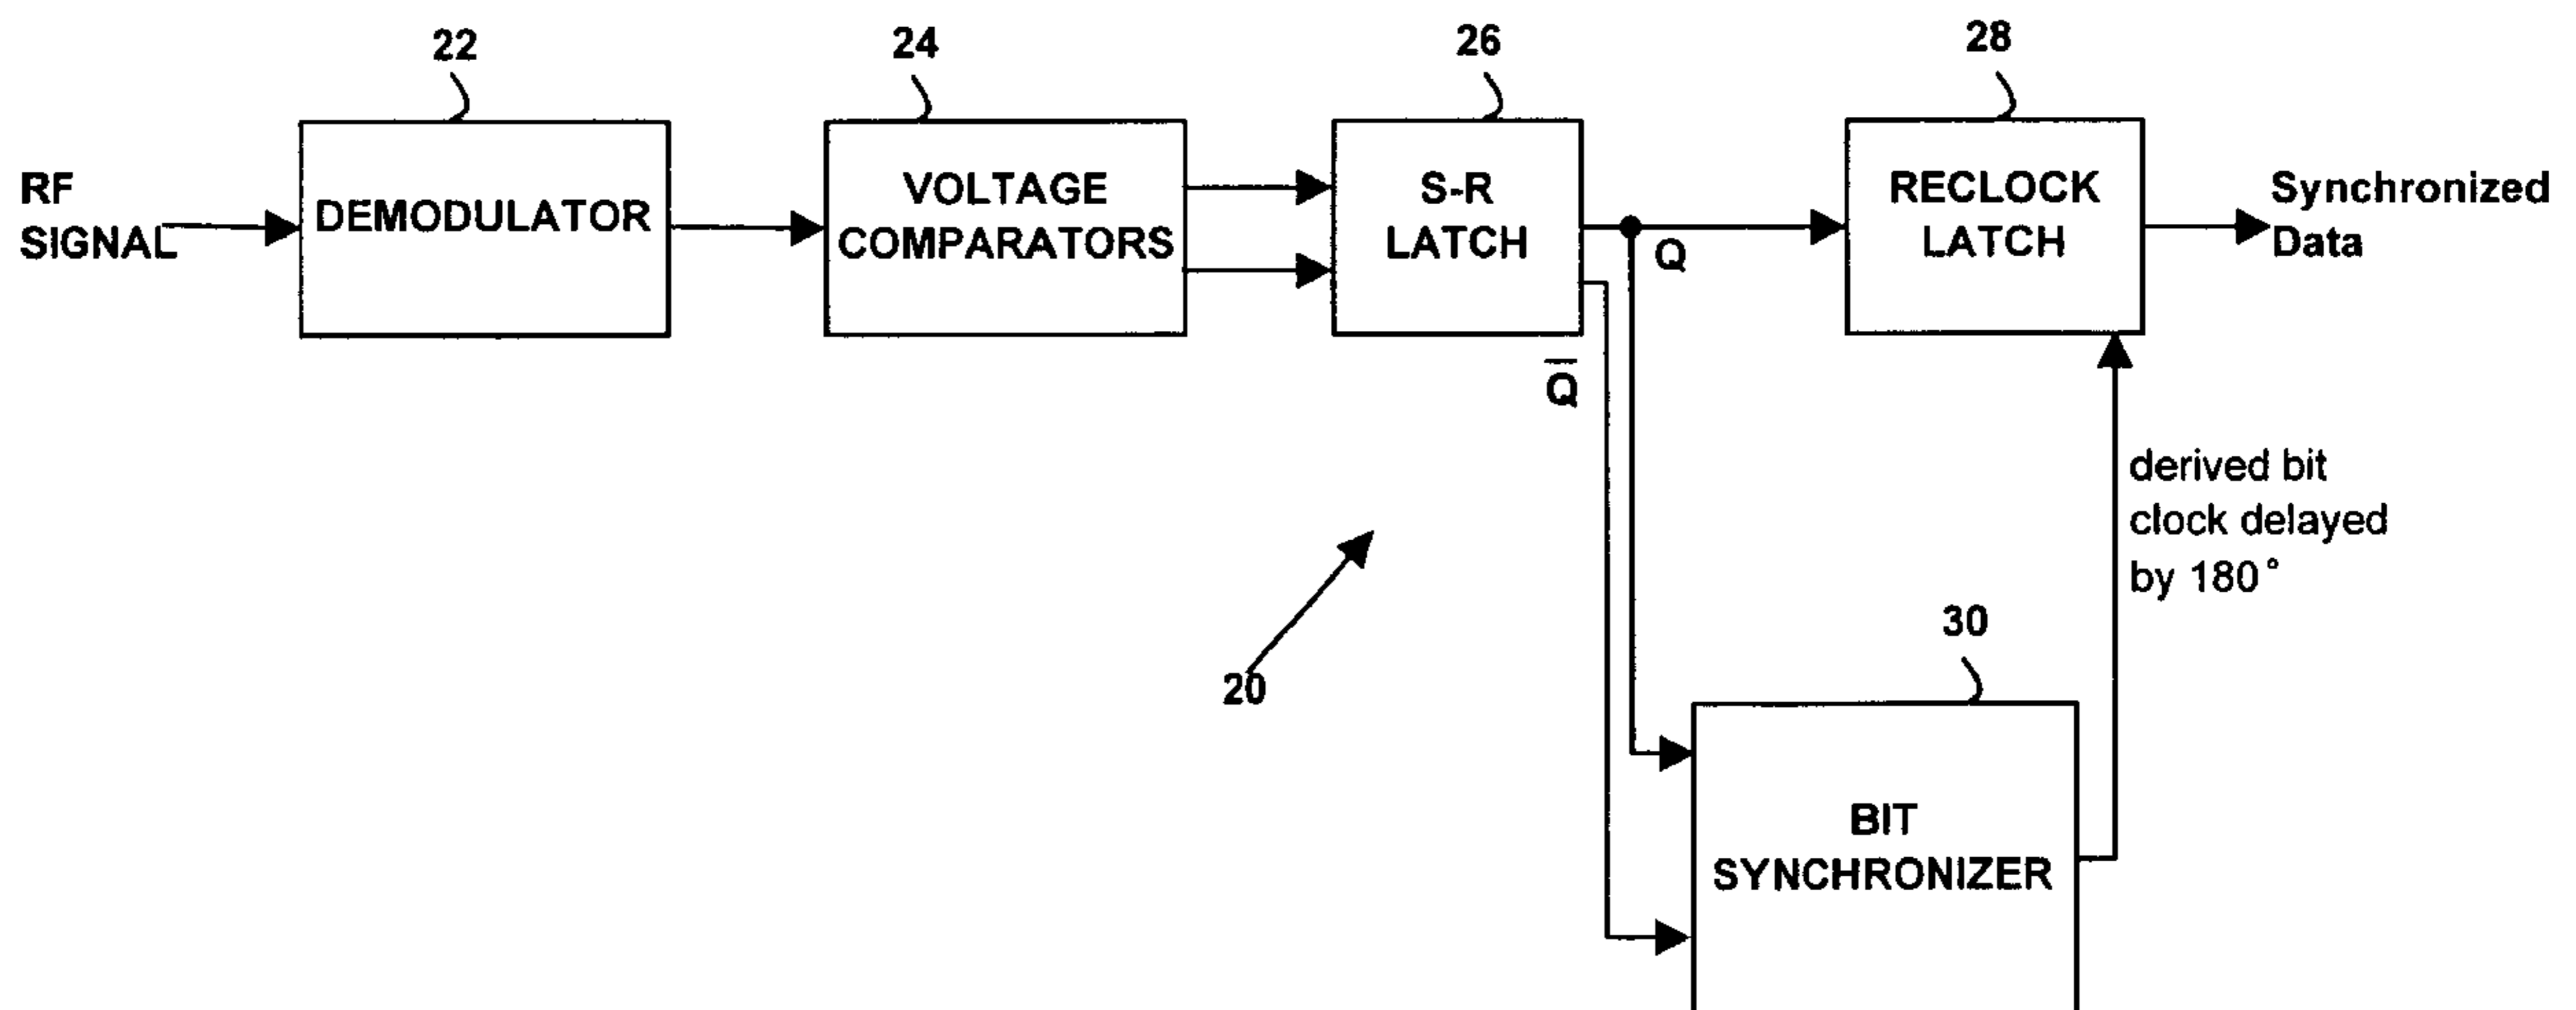 22
24
26
28
RF
SIGNAL
DEMODULATOR
VOLTAGE
COMPARATORS
S-R
LATCH
Q
Q̅
RECLOCK
LATCH
Synchronized
Data
derived bit
clock delayed
by 180°
20
30
BIT
SYNCHRONIZER